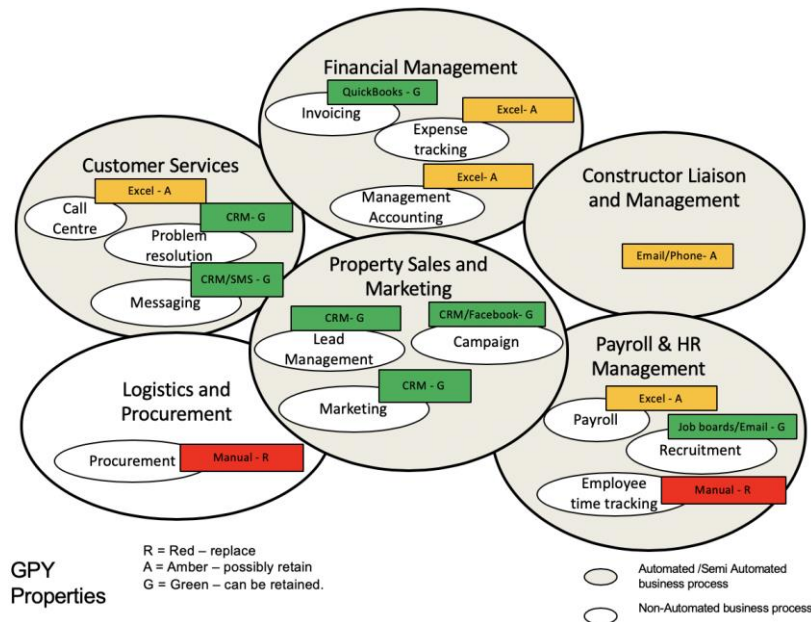 Financial Management
QuickBooks - G
Invoicing
Excel- A
Expense
tracking
Excel- A
Management
Accounting
Customer Services
Excel - A
Call
Centre
CRM- G
Problem
resolution
CRM/SMS - G
Messaging
Constructor Liaison
and Management
Email/Phone- A
Property Sales and
Marketing
CRM- G
Lead
Management
CRM/Facebook- G
Campaign
CRM - G
Marketing
Logistics and
Procurement
Procurement
Manual - R
Payroll & HR
Management
Excel - A
Payroll
Job boards/Email - G
Recruitment
Employee
time tracking
Manual - R
GPY
Properties
R = Red – replace
A = Amber – possibly retain
G = Green – can be retained.
Automated /Semi Automated
business process
Non-Automated business process